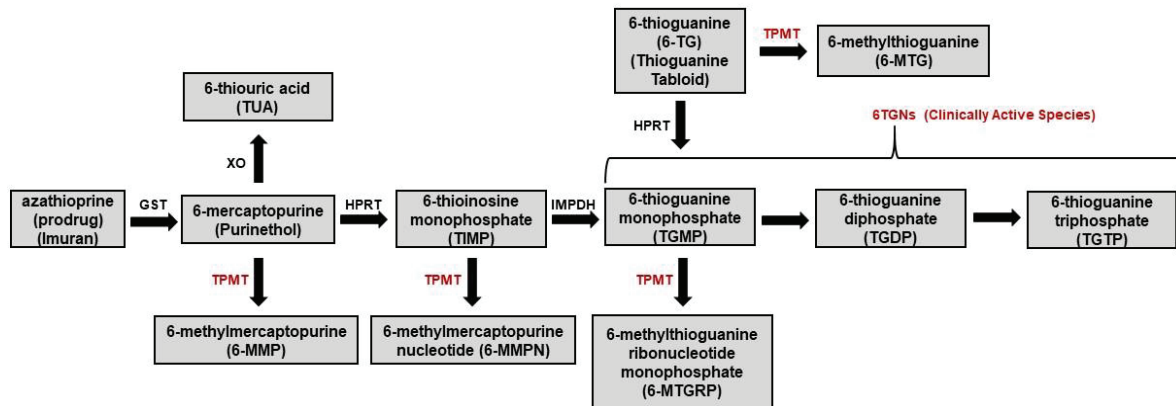 6-thioguanine
(6-TG)
(Thioguanine
Tabloid)
TPMT
6-methylthioguanine
(6-MTG)
6-thiouric acid
(TUA)
HPRT
6TGNs (Clinically Active Species)
XO
azathioprine
(prodrug)
(Imuran)
GST
6-mercaptopurine
(Purinethol)
HPRT
6-thioinosine
monophosphate
(TIMP)
IMPDH
6-thioguanine
monophosphate
(TGMP)
6-thioguanine
diphosphate
(TGDP)
6-thioguanine
triphosphate
(TGTP)
TPMT
TPMT
TPMT
6-methylmercaptopurine
(6-MMP)
6-methylmercaptopurine
nucleotide (6-MMPN)
6-methylthioguanine
ribonucleotide
monophosphate
(6-MTGRP)